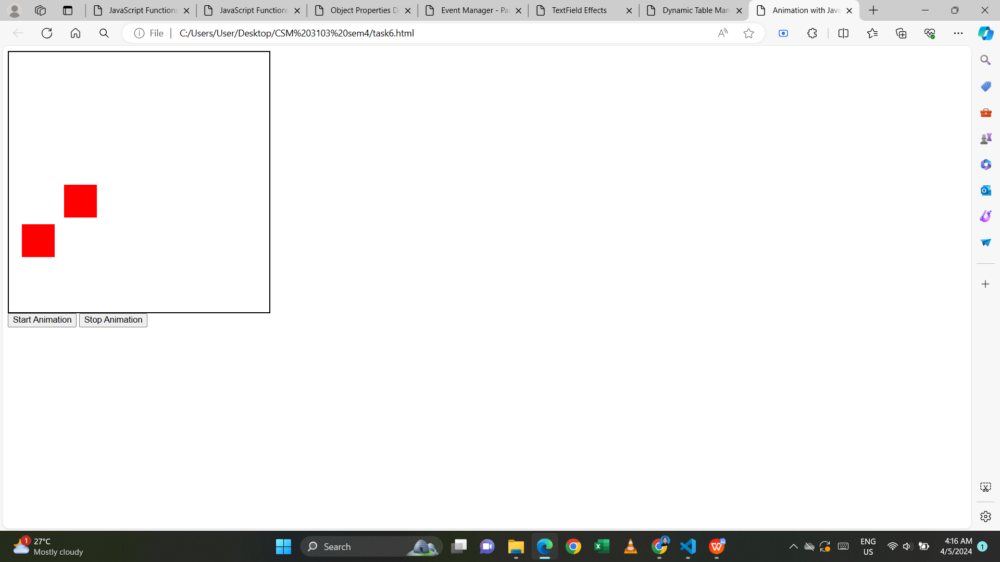 JavaScript Functions
JavaScript Functions
Object Properties D
Event Manager - Pa
TextField Effects
Dynamic Table Man
Animation with Java
File
C:/Users/User/Desktop/CSM%203103%20sem4/task6.html
Start Animation
Stop Animation
1
27°C
Mostly cloudy
Search
ENG
US
4:16 AM
4/5/2024
1